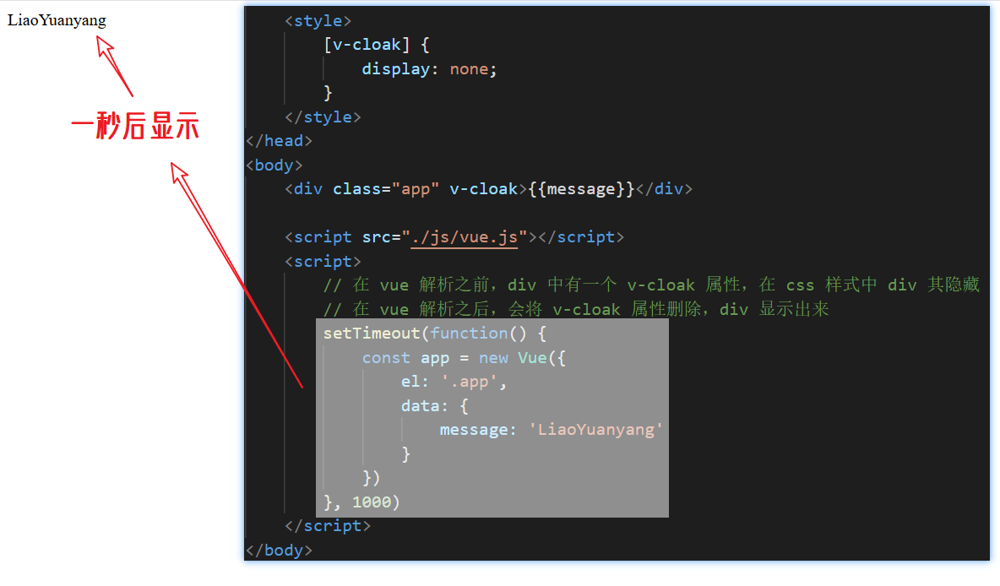 LiaoYuanyang
一秒后显示
<style>
[v-cloak] {
display: none;
}
</style>
</head>
<body>
<div class="app" v-cloak>{{message}}</div>
<script src="./js/vue.js"></script>
<script>
// 在 vue 解析之前，div 中有一个 v-cloak 属性，在 css 样式中 div 其隐藏
// 在 vue 解析之后，会将 v-cloak 属性删除，div 显示出来
setTimeout(function() {
const app = new Vue({
el: '.app',
data: {
message: 'LiaoYuanyang'
}
})
}, 1000)
</script>
</body>